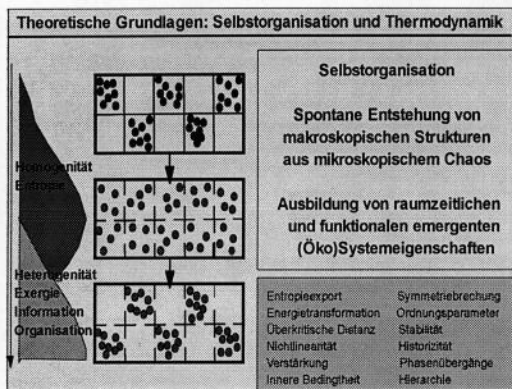 Theoretische Grundlagen: Selbstorganisation und Thermodynamik
Homogenität
Entropie
Heterogenität
Exergie
Information
Organisation
Selbstorganisation
Spontane Entstehung von
makroskopischen Strukturen
aus mikroskopischem Chaos
Ausbildung von raumzeitlichen
und funktionalen emergenten
(Öko)Systemeigenschaften
Entropieexport
Energietransformation
Überkritische Distanz
Nichtlinearität
Verstärkung
Innere Bedingtheit
Symmetriebrechung
Ordnungsparameter
Stabilität
Historizität
Phasenübergänge
Hierarchie